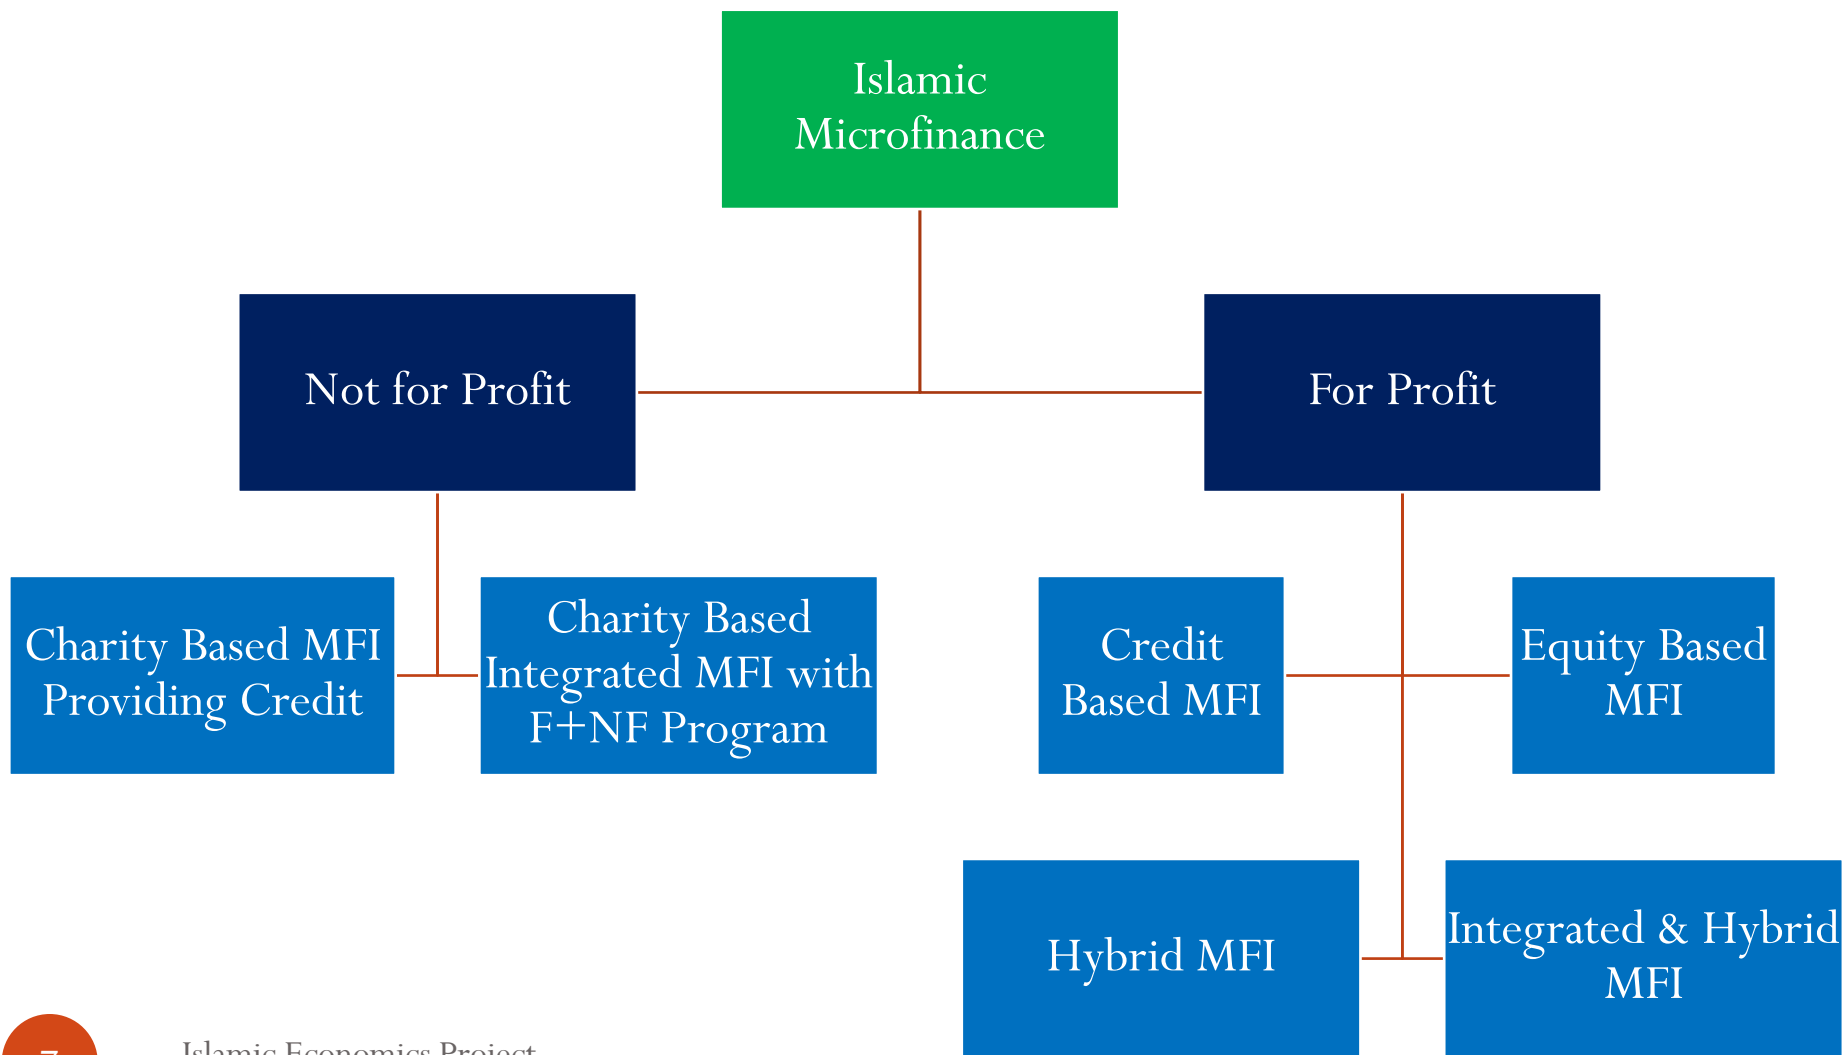 Islamic
Microfinance
Not for Profit
For Profit
Charity Based MFI
Providing Credit
Charity Based
Integrated MFI with
F+NF Program
Credit
Based MFI
Equity Based
MFI
Hybrid MFI
Integrated & Hybrid
MFI
7
Islamic Economics Project